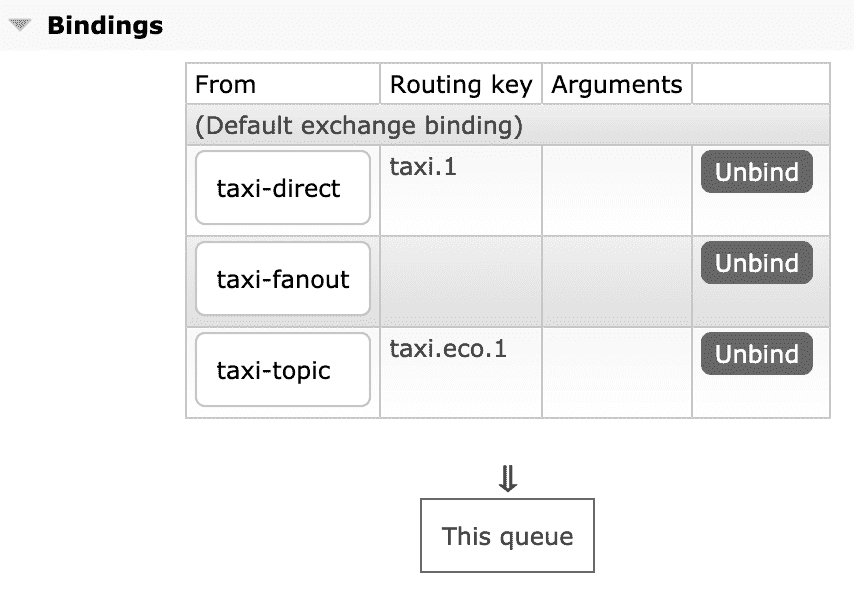 Bindings
From Routing key Arguments
(Default exchange binding)
taxi-direct taxi.1 Unbind
taxi-fanout Unbind
taxi-topic taxi.eco.1 Unbind
⇓
This queue